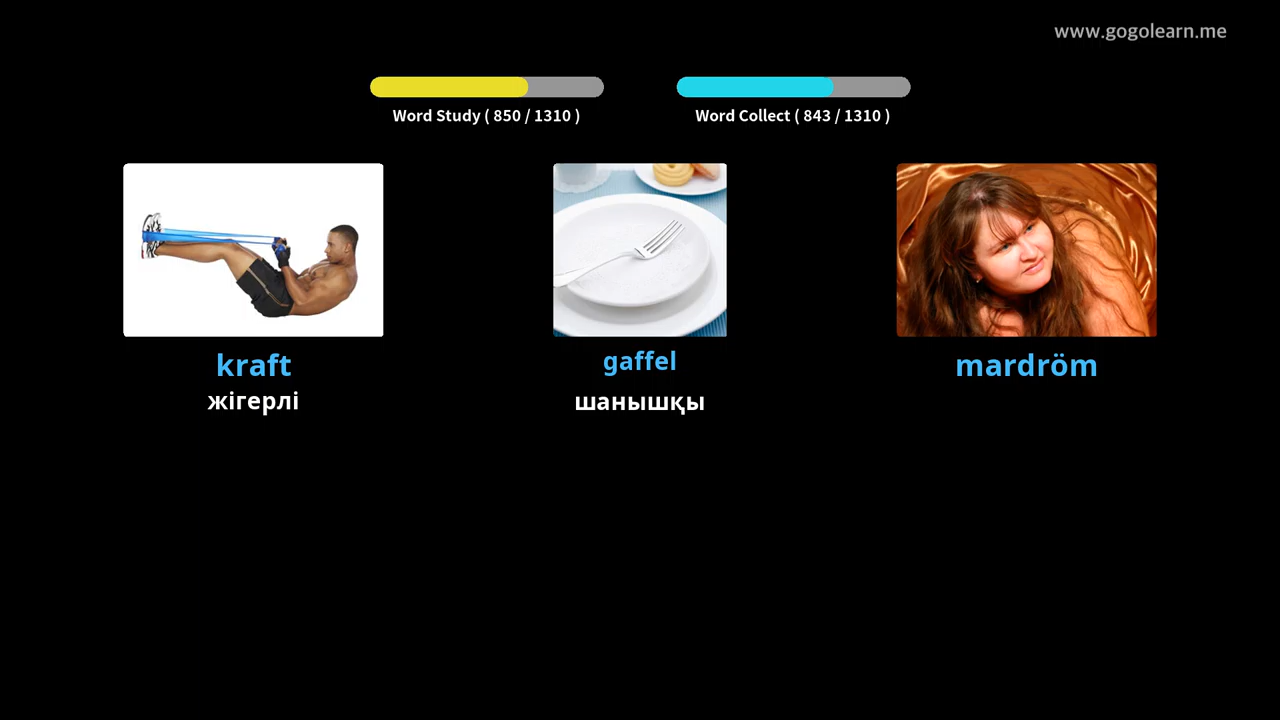 www.gogolearn.me
Word Study ( 850 / 1310 )
Word Collect ( 843 / 1310 )
kraft
жігерлі
gaffel
шанышқы
mardröm